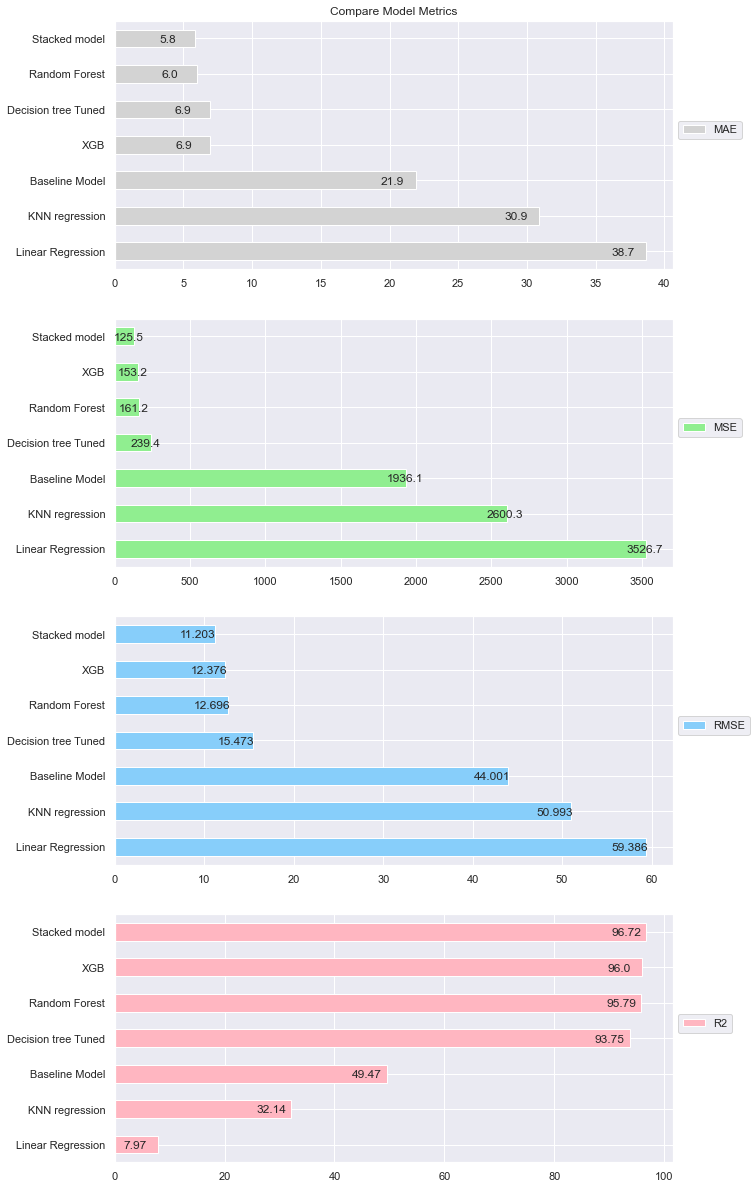 Compare Model Metrics
Stacked model 5.8
Random Forest 6.0
Decision tree Tuned 6.9
XGB 6.9
MAE
Baseline Model 21.9
KNN regression 30.9
Linear Regression 38.7
0 5 10 15 20 25 30 35 40
Stacked model 125.5
XGB 153.2
Random Forest 161.2
MSE
Decision tree Tuned 239.4
Baseline Model 1936.1
KNN regression 2600.3
Linear Regression 3526.7
0 500 1000 1500 2000 2500 3000 3500
Stacked model 11.203
XGB 12.376
Random Forest 12.696
RMSE
Decision tree Tuned 15.473
Baseline Model 44.001
KNN regression 50.993
Linear Regression 59.386
0 10 20 30 40 50 60
Stacked model 96.72
XGB 96.0
Random Forest 95.79
R2
Decision tree Tuned 93.75
Baseline Model 49.47
KNN regression 32.14
Linear Regression 7.97
0 20 40 60 80 100